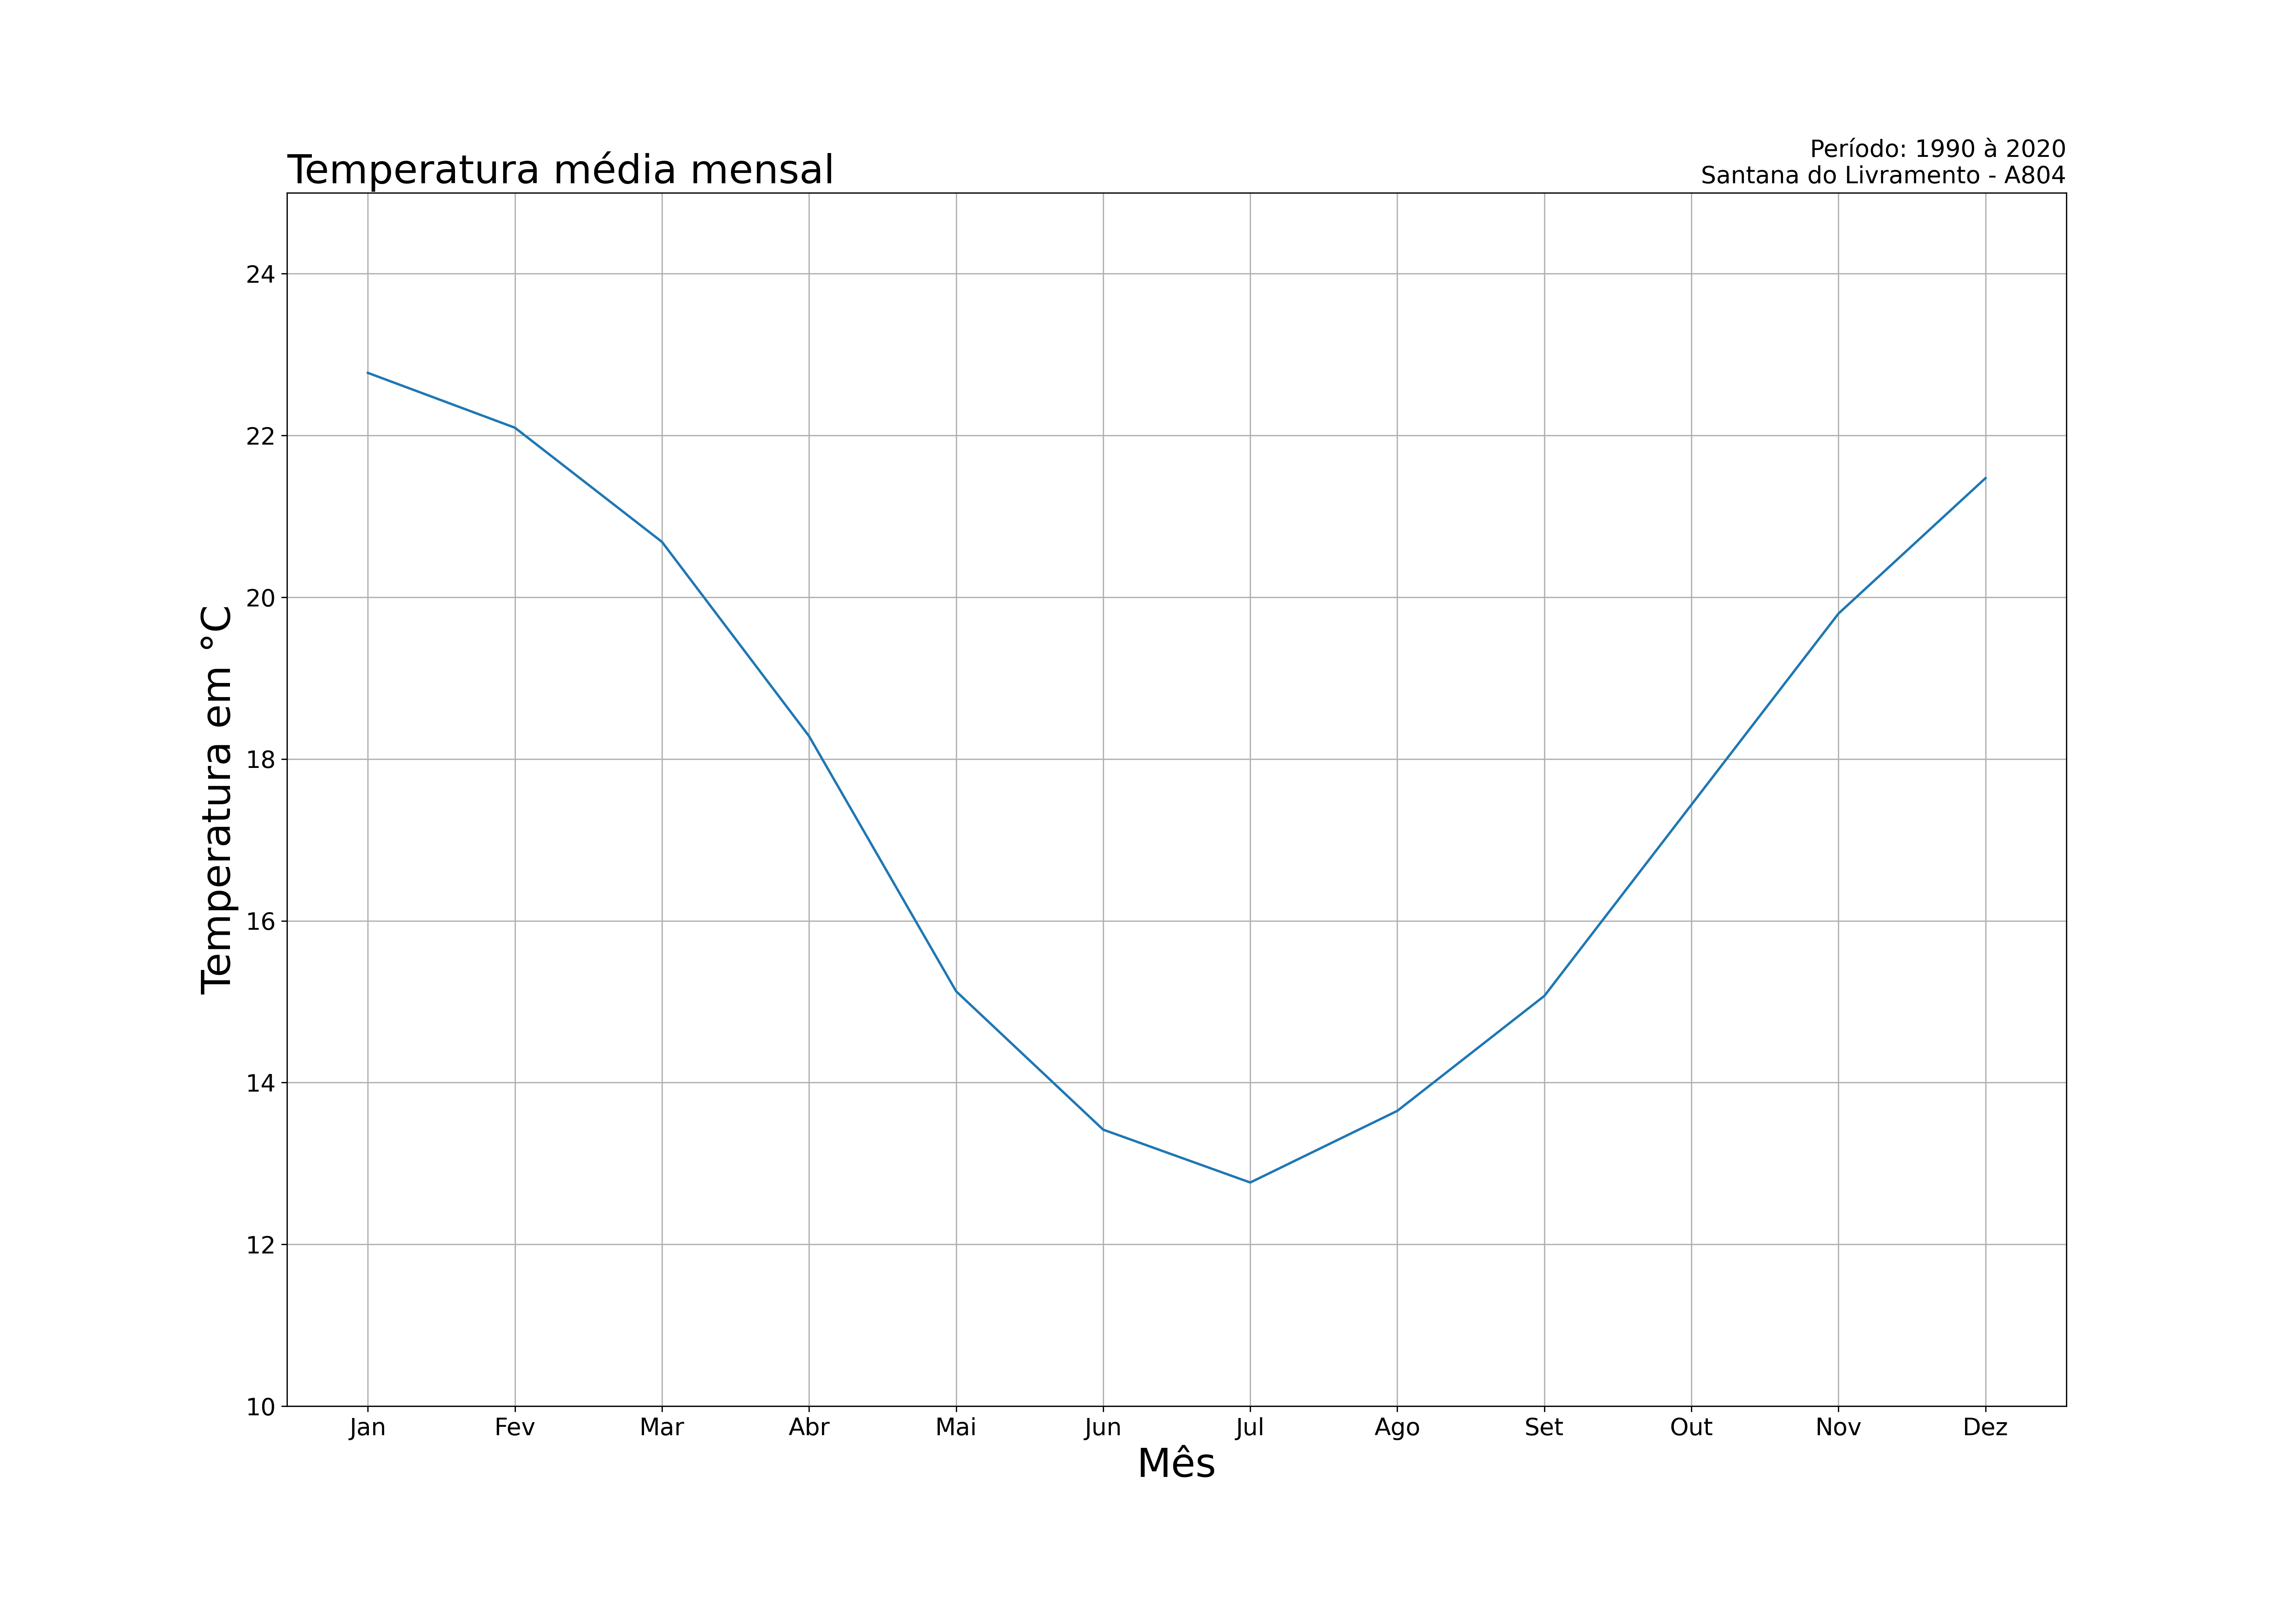 Temperatura média mensal
Período: 1990 à 2020
Santana do Livramento - A804
Temperatura em °C
24
22
20
18
16
14
12
10
Jan Fev Mar Abr Mai Jun Jul Ago Set Out Nov Dez
Mês